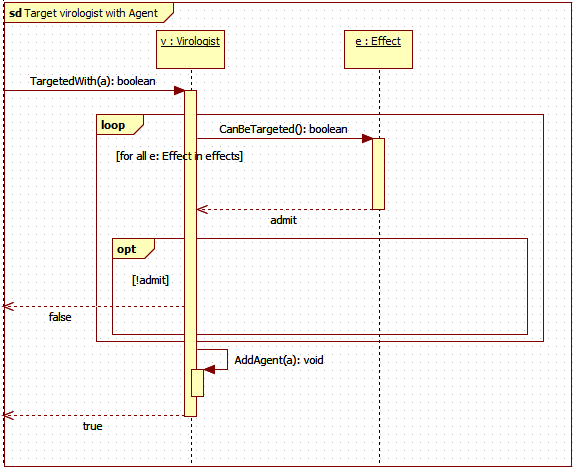 sd Target virologist with Agent
v : Virologist
e : Effect
TargetedWith(a): boolean
loop
CanBeTargeted(): boolean
[for all e: Effect in effects]
admit
opt
[!admit]
false
AddAgent(a): void
true